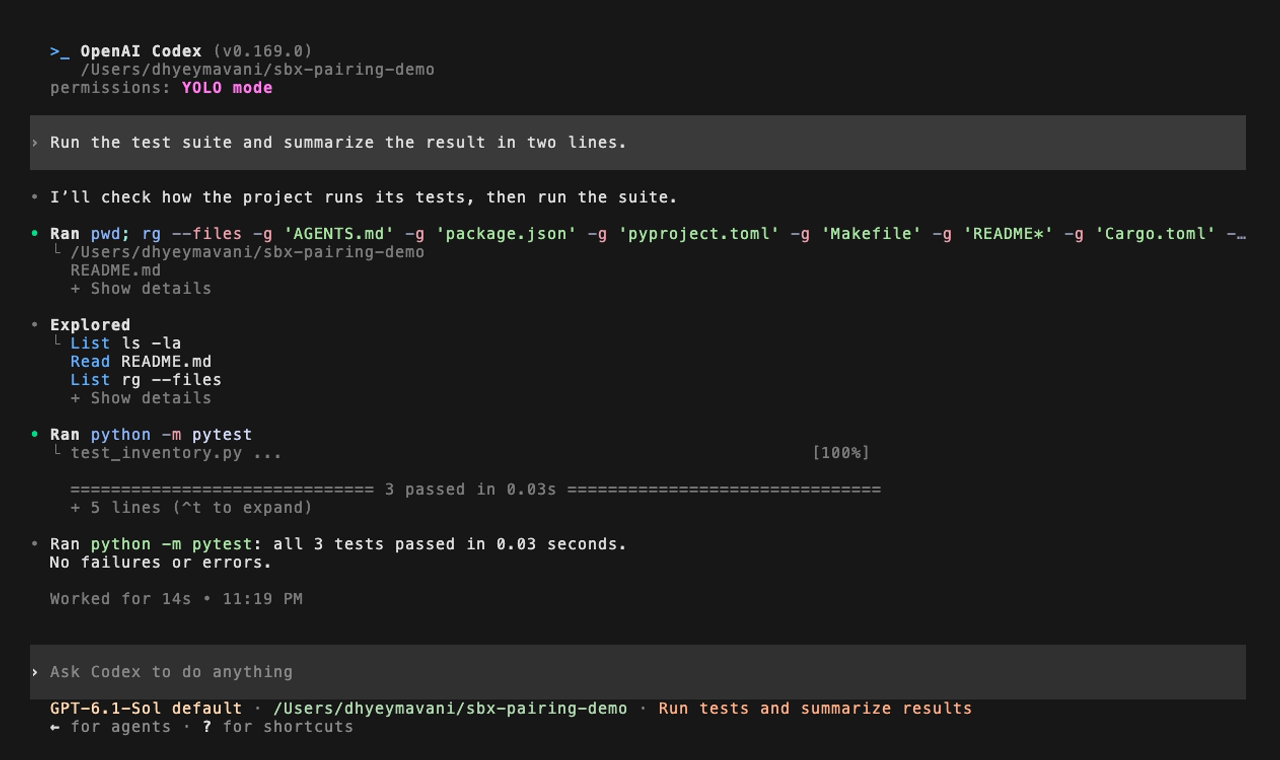 >_ OpenAI Codex (v0.169.0)
/Users/dhyeymavani/sbx-pairing-demo
permissions: YOLO mode
› Run the test suite and summarize the result in two lines.
• I’ll check how the project runs its tests, then run the suite.
• Ran pwd; rg --files -g 'AGENTS.md' -g 'package.json' -g 'pyproject.toml' -g 'Makefile' -g 'README*' -g 'Cargo.toml' -…
└ /Users/dhyeymavani/sbx-pairing-demo
README.md
+ Show details
• Explored
└ List ls -la
Read README.md
List rg --files
+ Show details
• Ran python -m pytest
└ test_inventory.py ... [100%]
============================== 3 passed in 0.03s ===============================
+ 5 lines (^t to expand)
• Ran python -m pytest: all 3 tests passed in 0.03 seconds.
No failures or errors.
Worked for 14s • 11:19 PM
› Ask Codex to do anything
GPT-6.1-Sol default · /Users/dhyeymavani/sbx-pairing-demo · Run tests and summarize results
← for agents · ? for shortcuts